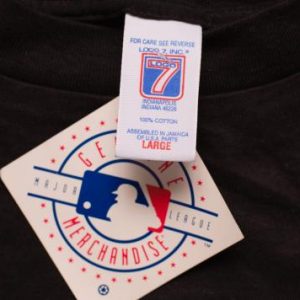 FOR CARE SEE REVERSE
LOGO 7, INC.®
LOGO
7
INDIANAPOLIS
INDIANA 46226
100% COTTON
ASSEMBLED IN JAMAICA
OF U.S.A. PARTS
LARGE
GENUINE
MAJOR LEAGUE
MERCHANDISE
™